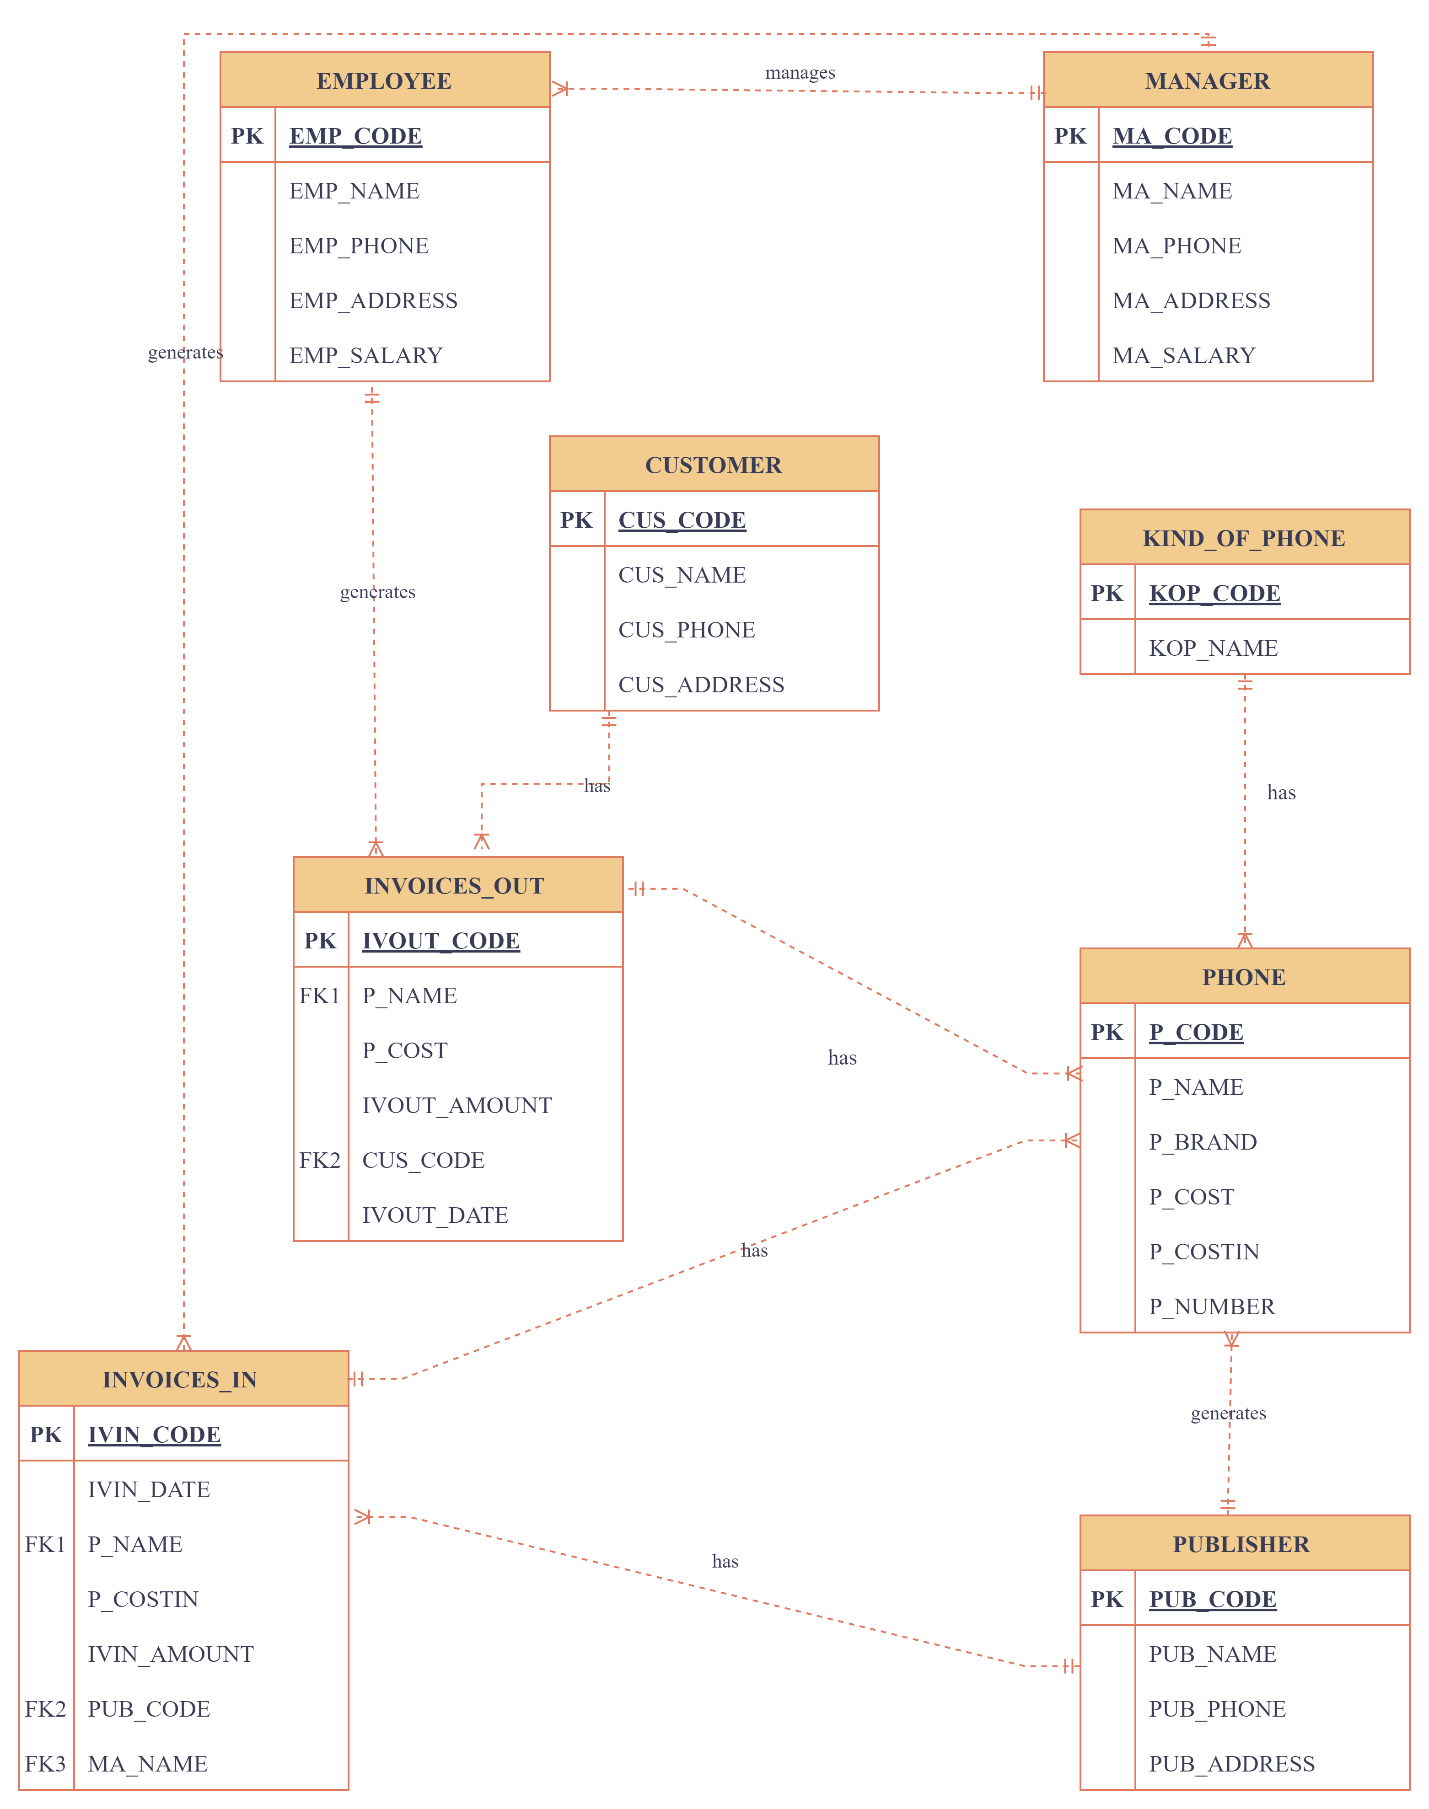 manages
EMPLOYEE
PK EMP_CODE
EMP_NAME
EMP_PHONE
EMP_ADDRESS
EMP_SALARY
MANAGER
PK MA_CODE
MA_NAME
MA_PHONE
MA_ADDRESS
MA_SALARY
generates
CUSTOMER
PK CUS_CODE
CUS_NAME
CUS_PHONE
CUS_ADDRESS
KIND_OF_PHONE
PK KOP_CODE
KOP_NAME
generates
has
has
INVOICES_OUT
PK IVOUT_CODE
FK1 P_NAME
P_COST
IVOUT_AMOUNT
FK2 CUS_CODE
IVOUT_DATE
has
PHONE
PK P_CODE
P_NAME
P_BRAND
P_COST
P_COSTIN
P_NUMBER
has
INVOICES_IN
PK IVIN_CODE
IVIN_DATE
FK1 P_NAME
P_COSTIN
IVIN_AMOUNT
FK2 PUB_CODE
FK3 MA_NAME
generates
has
PUBLISHER
PK PUB_CODE
PUB_NAME
PUB_PHONE
PUB_ADDRESS